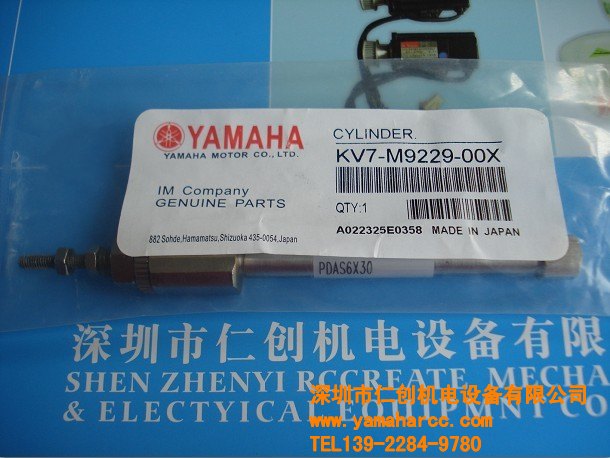 YAMAHA
YAMAHA MOTOR CO., LTD.
IM Company
GENUINE PARTS
882 Sohde,Hamamatsu,Shizuoka 435-0054,Japan
CYLINDER.
KV7-M9229-00X
QTY:1
A022325E0358 MADE IN JAPAN
PDAS6X30
深圳市仁创机电设备有限
SHEN ZHENYI RCCREATE MECHA
& ELECTYICAL EQUIPMNT CO
深圳市仁创机电设备有限公司
www.yamaharcc.com
TEL139-2284-9780